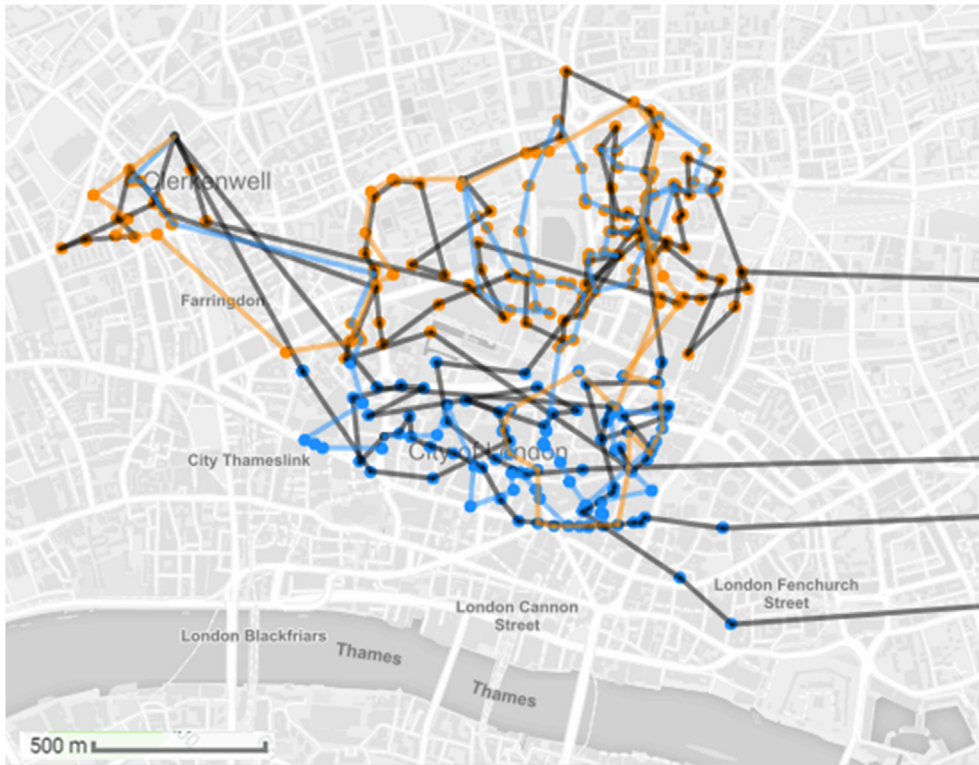 Clerkenwell
Farringdon
City of London
City Thameslink
London Fenchurch
Street
London Cannon
Street
London Blackfriars
Thames
Thames
500 m